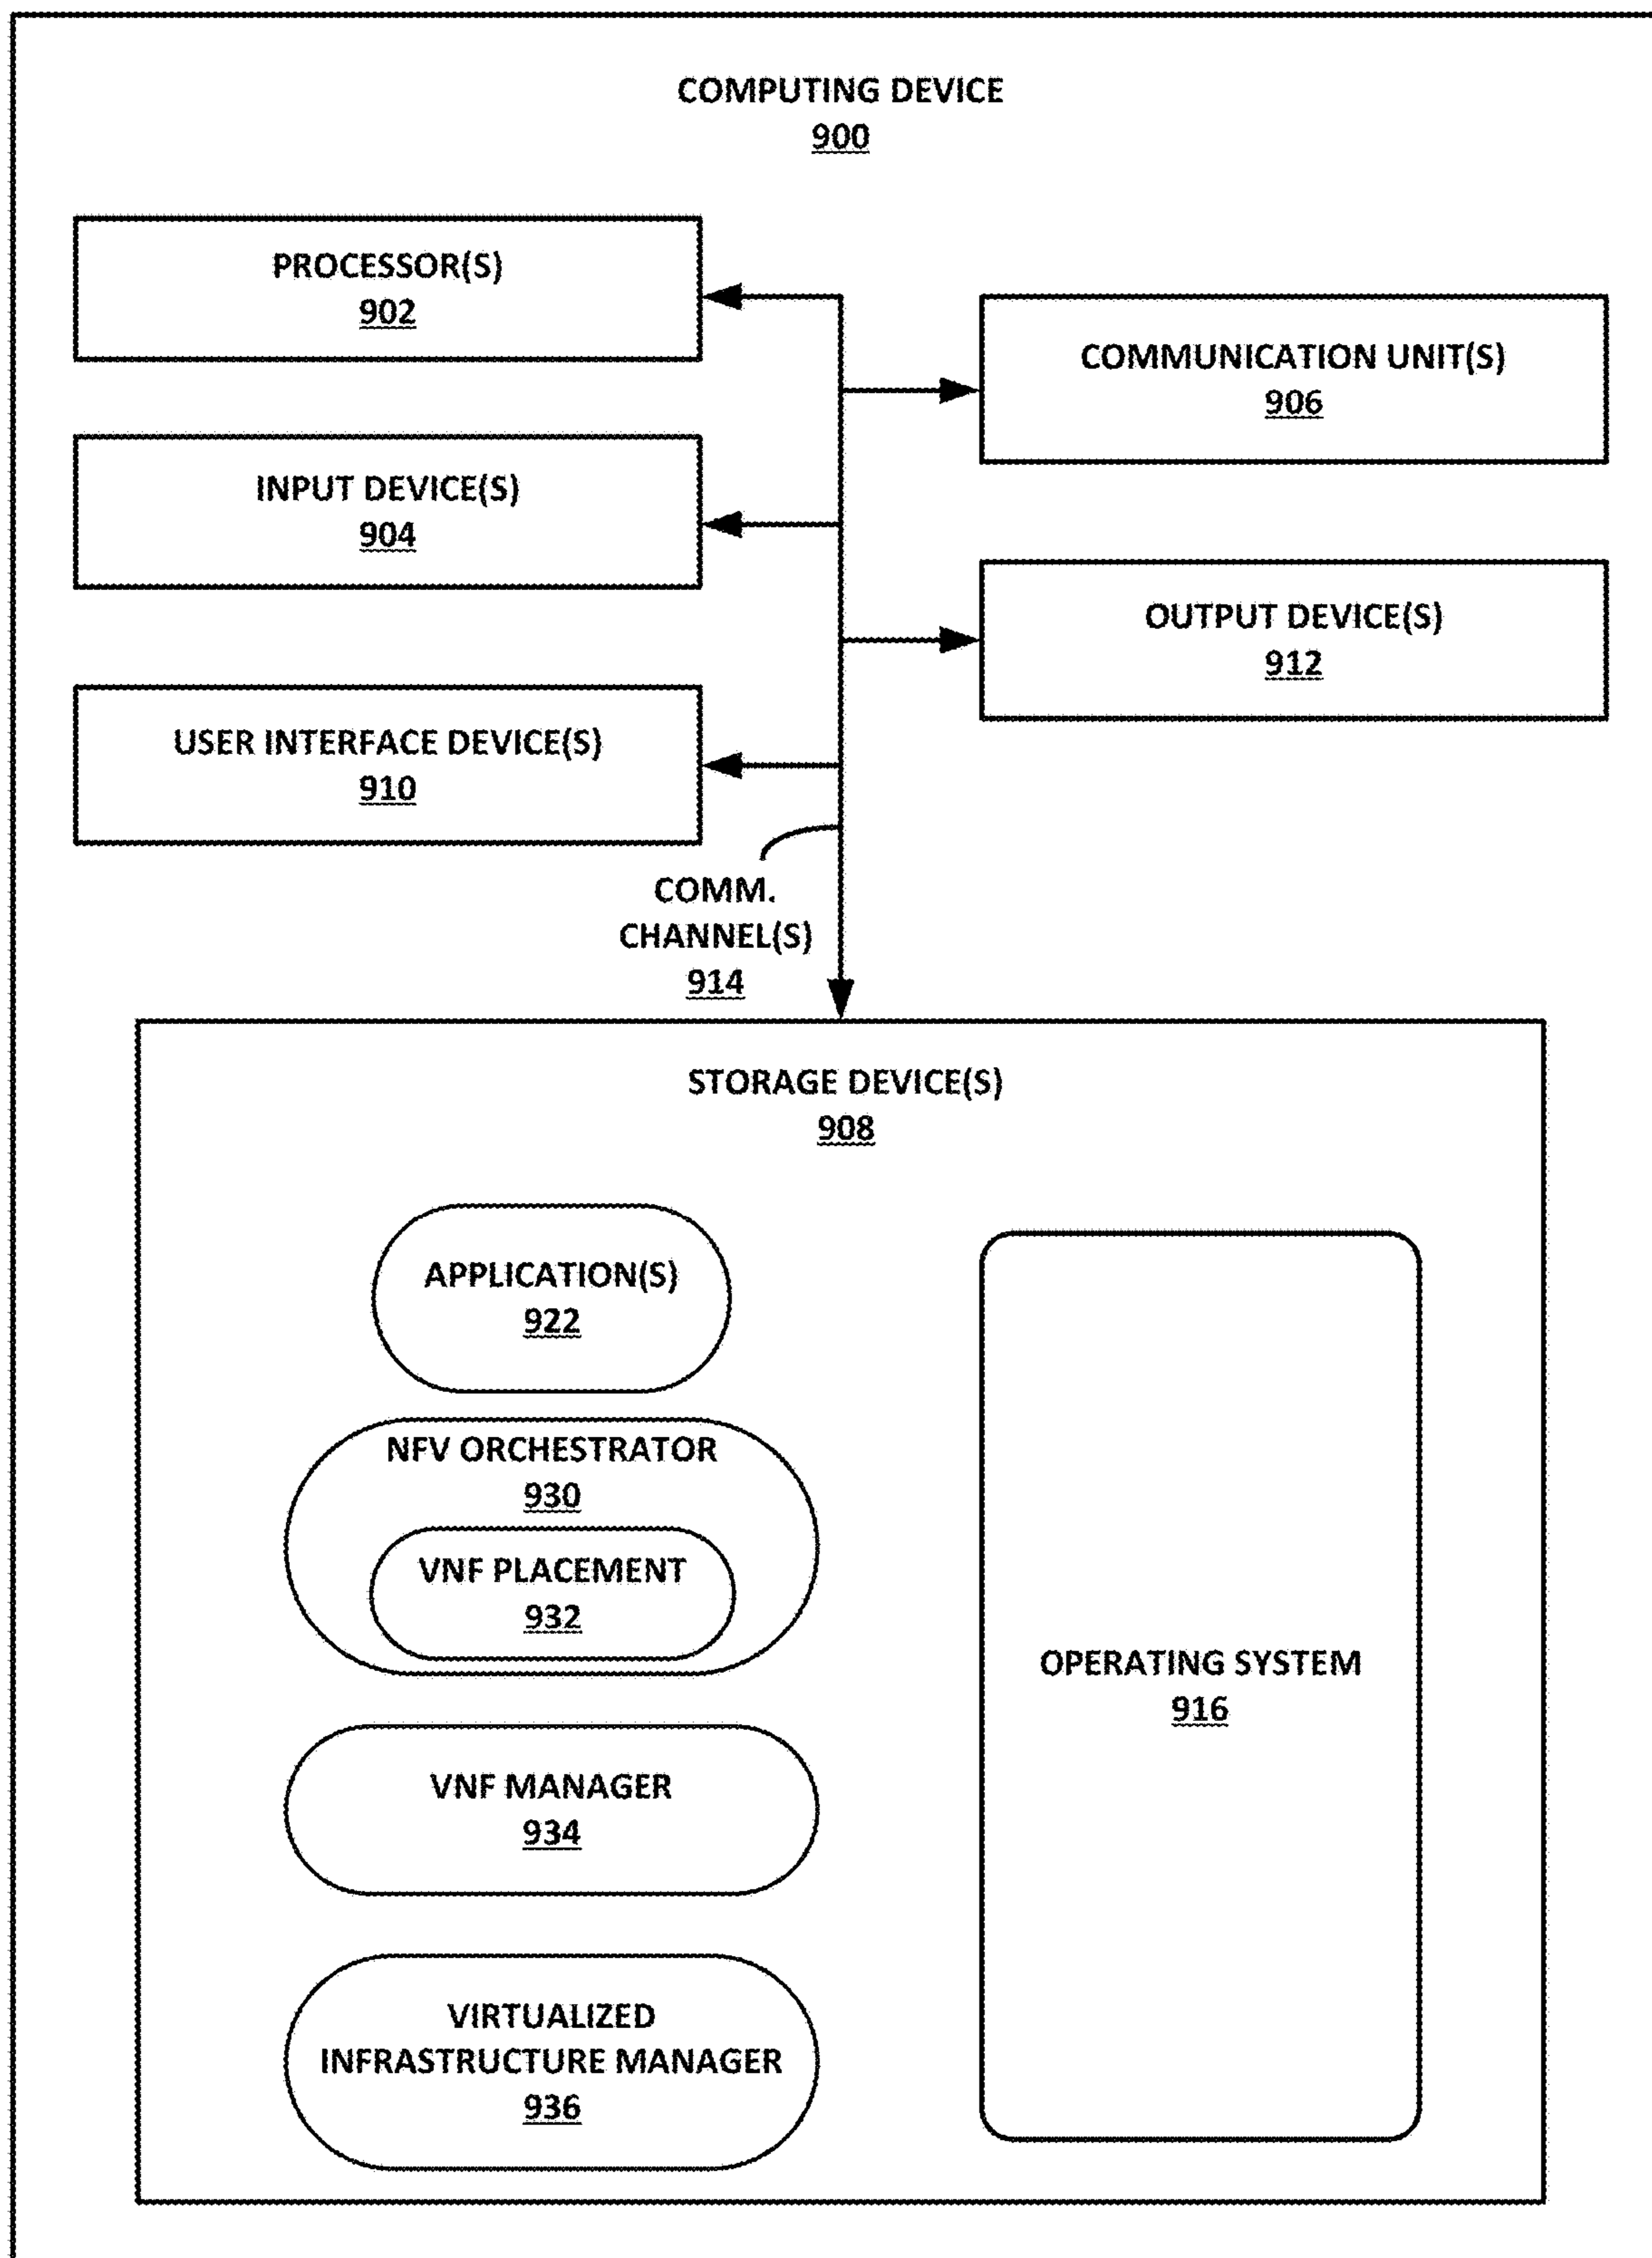 COMPUTING DEVICE
900
PROCESSOR(S)
902
COMMUNICATION UNIT(S)
906
INPUT DEVICE(S)
904
OUTPUT DEVICE(S)
912
USER INTERFACE DEVICE(S)
910
COMM.
CHANNEL(S)
914
STORAGE DEVICE(S)
908
APPLICATION(S)
922
NFV ORCHESTRATOR
930
VNF PLACEMENT
932
OPERATING SYSTEM
916
VNF MANAGER
934
VIRTUALIZED
INFRASTRUCTURE MANAGER
936